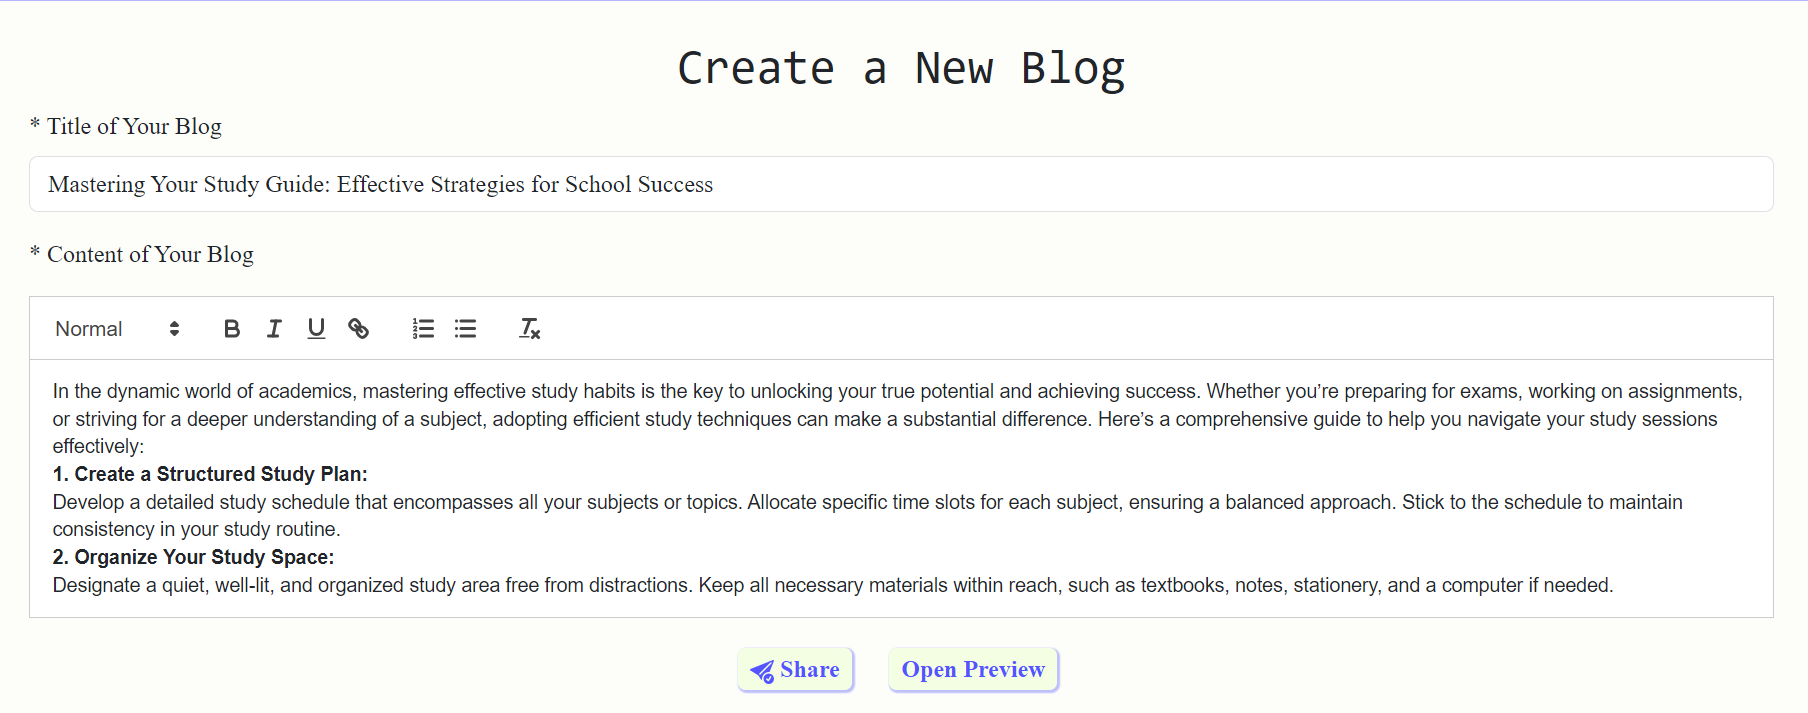 Create a New Blog
* Title of Your Blog
Mastering Your Study Guide: Effective Strategies for School Success
* Content of Your Blog
Normal
In the dynamic world of academics, mastering effective study habits is the key to unlocking your true potential and achieving success. Whether you’re preparing for exams, working on assignments,
or striving for a deeper understanding of a subject, adopting efficient study techniques can make a substantial difference. Here’s a comprehensive guide to help you navigate your study sessions
effectively:
1. Create a Structured Study Plan:
Develop a detailed study schedule that encompasses all your subjects or topics. Allocate specific time slots for each subject, ensuring a balanced approach. Stick to the schedule to maintain
consistency in your study routine.
2. Organize Your Study Space:
Designate a quiet, well-lit, and organized study area free from distractions. Keep all necessary materials within reach, such as textbooks, notes, stationery, and a computer if needed.
Share Open Preview